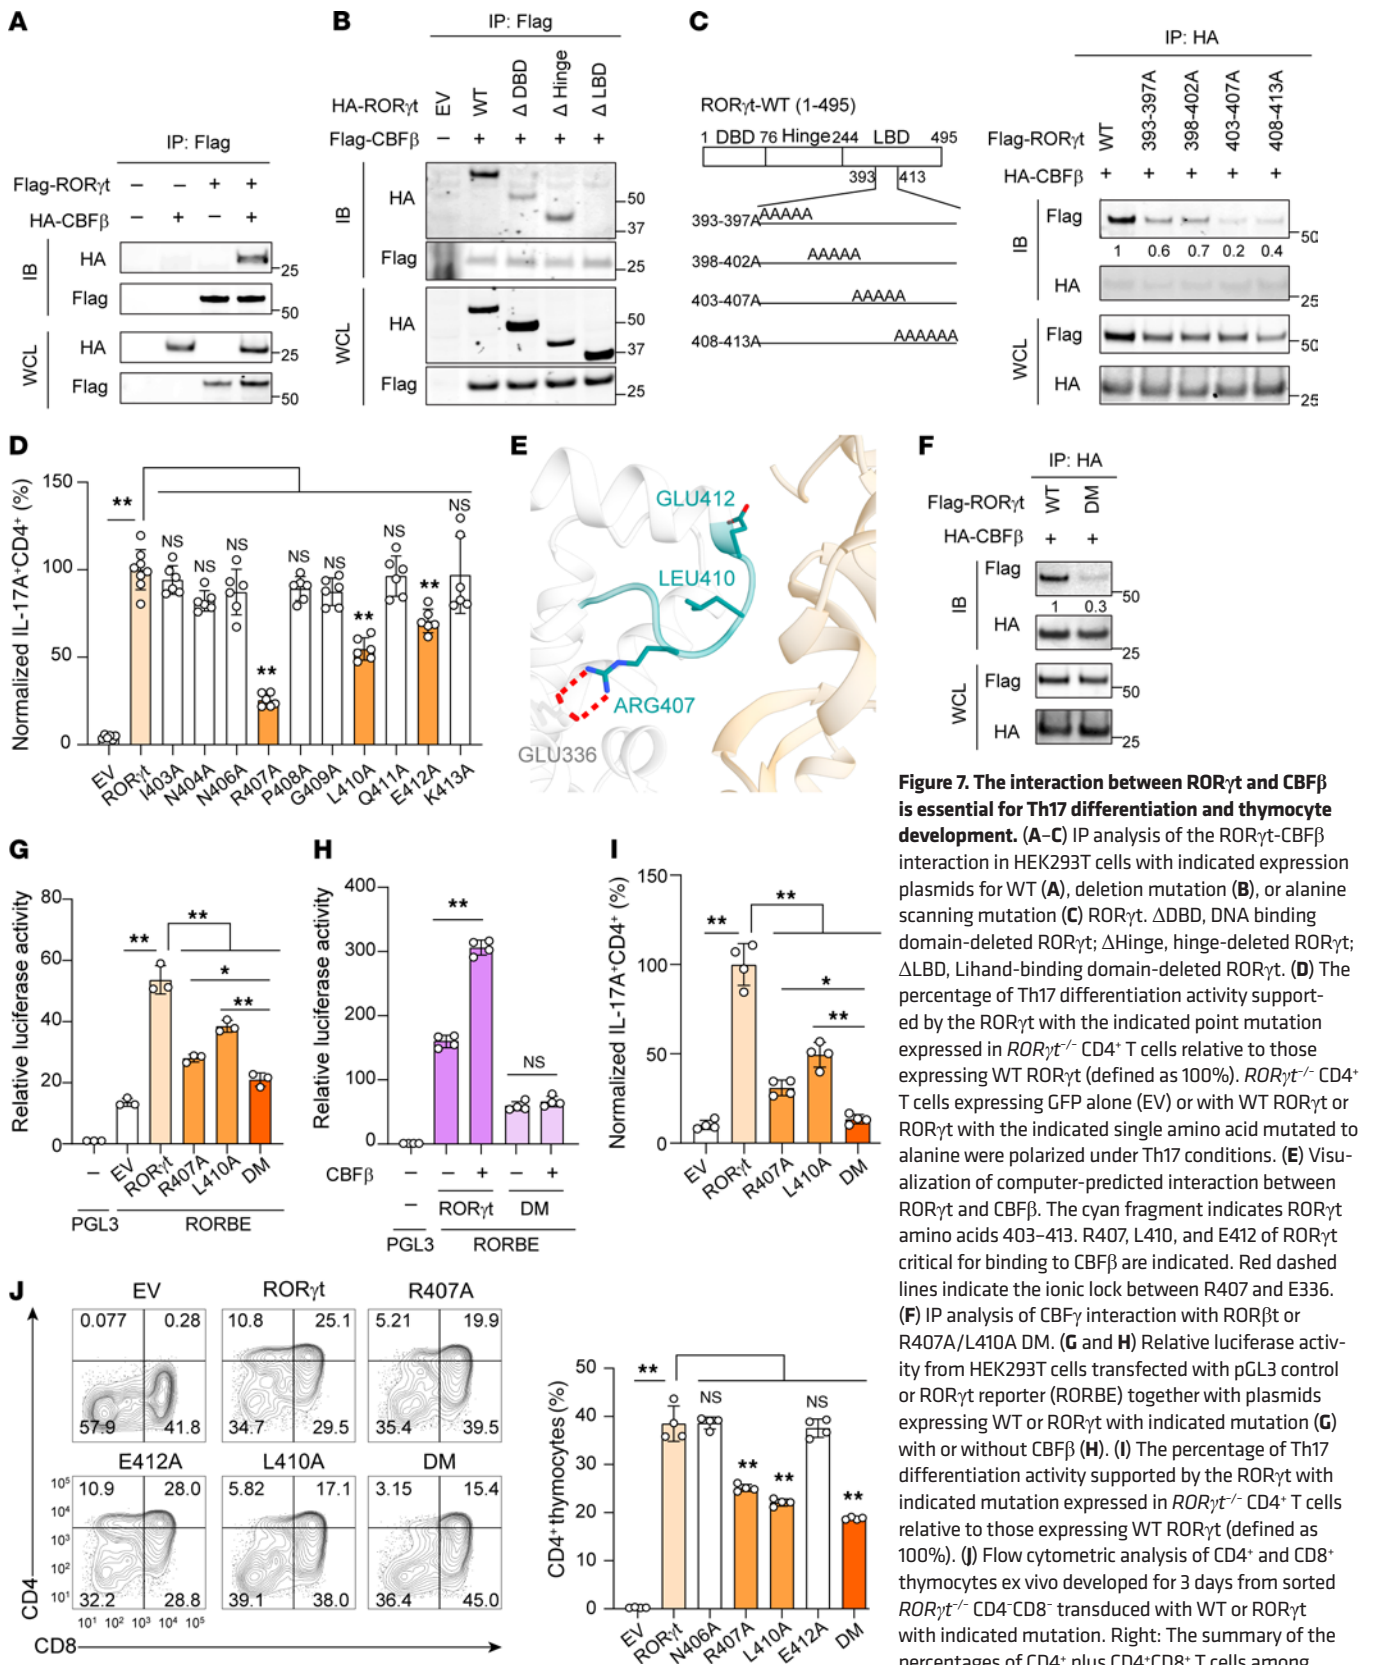 A
IP: Flag
Flag-RORγt – – + +
HA-CBFβ – + – +
IB
HA
25
Flag
50
WCL
HA
25
Flag
50
B
IP: Flag
HA-RORγt EV WT Δ DBD Δ Hinge Δ LBD
Flag-CBFβ – + + + +
IB
HA
50
37
Flag
25
WCL
HA
50
37
Flag
25
C
RORγt-WT (1-495)
1 DBD 76 Hinge 244 LBD 495
393 413
393-397A AAAAA
398-402A AAAAA
403-407A AAAAA
408-413A AAAAAA
IP: HA
Flag-RORγt WT 393-397A 398-402A 403-407A 408-413A
HA-CBFβ + + + + +
IB
Flag
50
1 0.6 0.7 0.2 0.4
HA
25
WCL
Flag
50
HA
25
D
Normalized IL-17A⁺CD4⁺ (%)
150
100
50
0
** NS NS NS ** NS NS ** NS ** NS
EV RORγt I403A N404A N406A R407A P408A G409A L410A Q411A E412A K413A
E
GLU412
LEU410
ARG407
GLU336
F
IP: HA
Flag-RORγt WT DM
HA-CBFβ + +
IB
Flag
50
1 0.3
HA
25
WCL
Flag
50
HA
25
Figure 7. The interaction between RORγt and CBFβ
is essential for Th17 differentiation and thymocyte
development. (A–C) IP analysis of the RORγt-CBFβ
interaction in HEK293T cells with indicated expression
plasmids for WT (A), deletion mutation (B), or alanine
scanning mutation (C) RORγt. ΔDBD, DNA binding
domain-deleted RORγt; ΔHinge, hinge-deleted RORγt;
ΔLBD, Lihand-binding domain-deleted RORγt. (D) The
percentage of Th17 differentiation activity support-
ed by the RORγt with the indicated point mutation
expressed in RORγt⁻/⁻ CD4⁺ T cells relative to those
expressing WT RORγt (defined as 100%). RORγt⁻/⁻ CD4⁺
T cells expressing GFP alone (EV) or with WT RORγt or
RORγt with the indicated single amino acid mutated to
alanine were polarized under Th17 conditions. (E) Visu-
alization of computer-predicted interaction between
RORγt and CBFβ. The cyan fragment indicates RORγt
amino acids 403–413. R407, L410, and E412 of RORγt
critical for binding to CBFβ are indicated. Red dashed
lines indicate the ionic lock between R407 and E336.
(F) IP analysis of CBFγ interaction with RORβt or
R407A/L410A DM. (G and H) Relative luciferase activ-
ity from HEK293T cells transfected with pGL3 control
or RORγt reporter (RORBE) together with plasmids
expressing WT or RORγt with indicated mutation (G)
with or without CBFβ (H). (I) The percentage of Th17
differentiation activity supported by the RORγt with
indicated mutation expressed in RORγt⁻/⁻ CD4⁺ T cells
relative to those expressing WT RORγt (defined as
100%). (J) Flow cytometric analysis of CD4⁺ and CD8⁺
thymocytes ex vivo developed for 3 days from sorted
RORγt⁻/⁻ CD4⁻CD8⁻ transduced with WT or RORγt
with indicated mutation. Right: The summary of the
percentages of CD4⁺ plus CD4⁺CD8⁺ T cells among
G
Relative luciferase activity
80
60
40
20
0
** ** * **
– EV RORγt R407A L410A DM
PGL3 RORBE
H
Relative luciferase activity
400
300
200
100
0
** NS
CBFβ – + – +
– RORγt DM
PGL3 RORBE
I
Normalized IL-17A⁺CD4⁺ (%)
150
100
50
0
** ** * **
EV RORγt R407A L410A DM
J
EV RORγt R407A
0.077 0.28 10.8 25.1 5.21 19.9
57.9 41.8 34.7 29.5 35.4 39.5
E412A L410A DM
10.9 28.0 5.82 17.1 3.15 15.4
32.2 28.8 39.1 38.0 36.4 45.0
10⁵
10⁴
10³
10²
10¹
10¹ 10² 10³ 10⁴ 10⁵
CD4
CD8
CD4⁺ thymocytes (%)
50
40
30
20
10
0
** NS ** ** NS **
EV RORγt N406A R407A L410A E412A DM